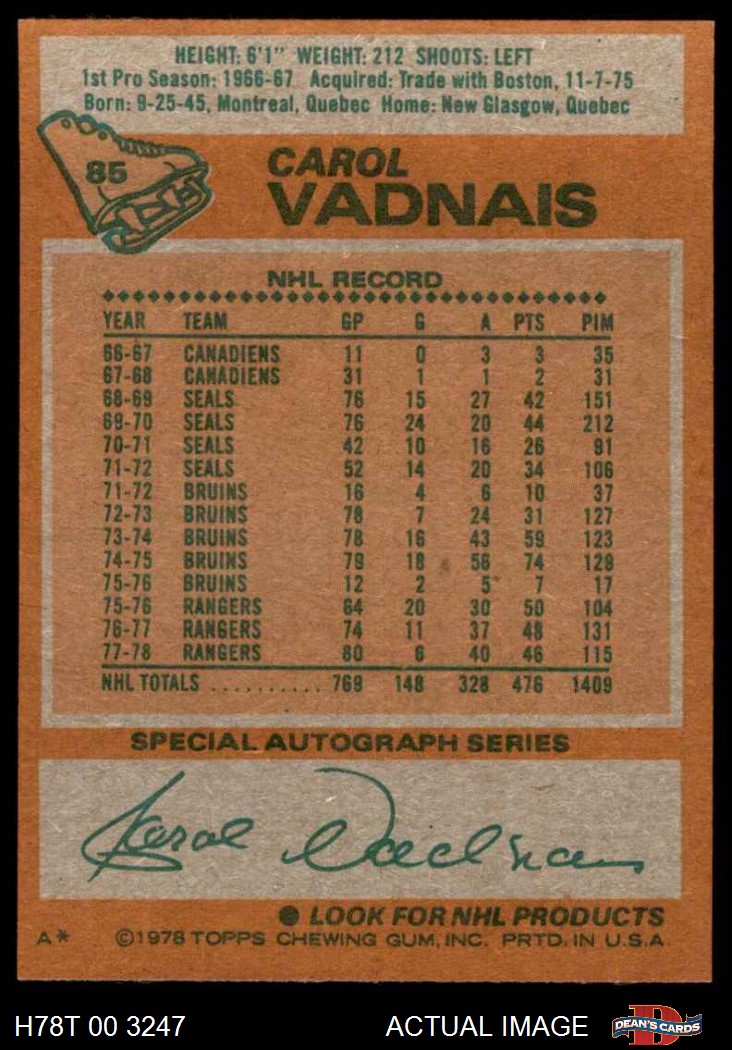 HEIGHT: 6'1" WEIGHT: 212 SHOOTS: LEFT
1st Pro Season: 1966-67 Acquired: Trade with Boston, 11-7-75
Born: 9-25-45, Montreal, Quebec Home: New Glasgow, Quebec
85
CAROL
VADNAIS
NHL RECORD
YEAR TEAM GP G A PTS PIM
66-67 CANADIENS 11 0 3 3 35
67-68 CANADIENS 31 1 1 2 31
68-69 SEALS 76 15 27 42 151
69-70 SEALS 76 24 20 44 212
70-71 SEALS 42 10 16 26 91
71-72 SEALS 52 14 20 34 106
71-72 BRUINS 16 4 6 10 37
72-73 BRUINS 78 7 24 31 127
73-74 BRUINS 78 16 43 59 123
74-75 BRUINS 79 18 56 74 129
75-76 BRUINS 12 2 5 7 17
75-76 RANGERS 64 20 30 50 104
76-77 RANGERS 74 11 37 48 131
77-78 RANGERS 80 6 40 46 115
NHL TOTALS .......... 769 148 328 476 1409
SPECIAL AUTOGRAPH SERIES
Carol Vadnais
● LOOK FOR NHL PRODUCTS
A* ©1978 TOPPS CHEWING GUM, INC. PRTD. IN U.S.A.
H78T 00 3247 ACTUAL IMAGE D DEAN'S CARDS